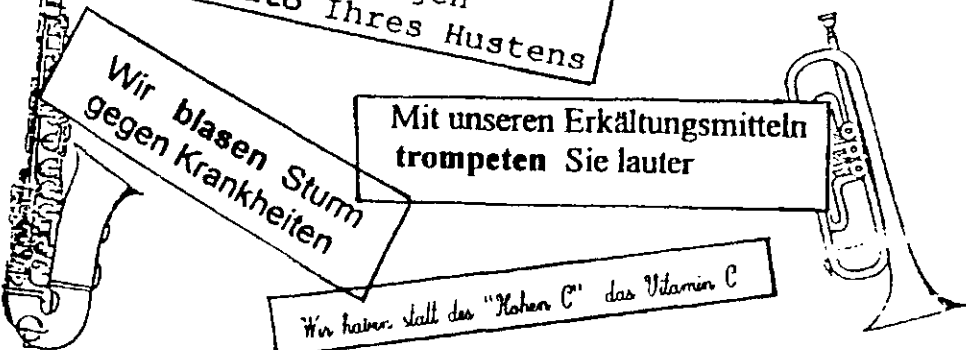 Ihres Hustens
Wir blasen Sturm
gegen Krankheiten
Mit unseren Erkältungsmitteln
trompeten Sie lauter
Wir haben statt des "Hohen C" das Vitamin C